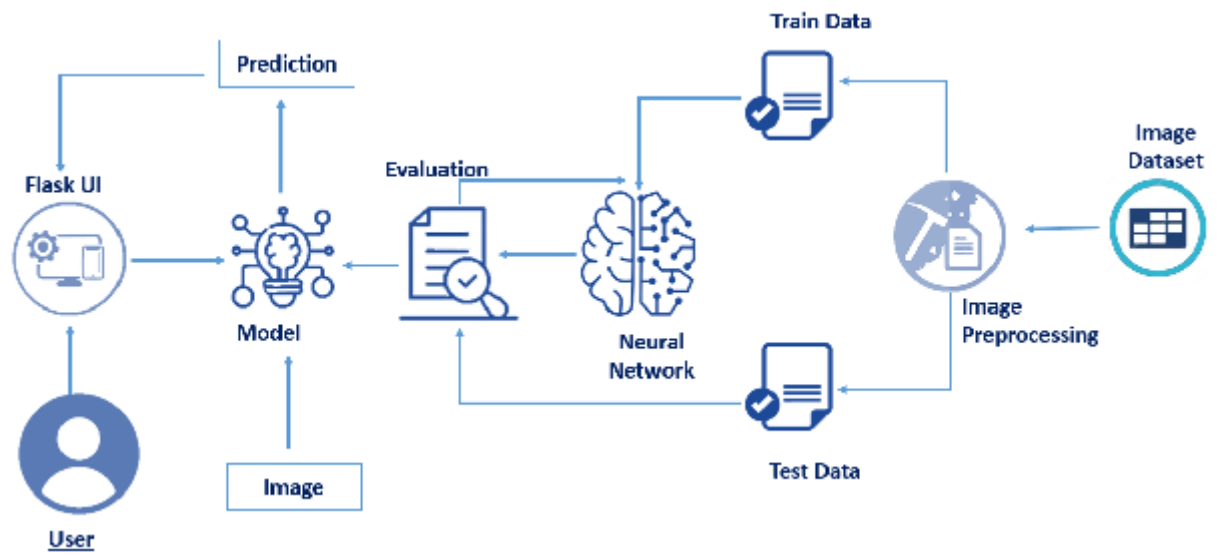 Train Data
Prediction
Image
Dataset
Evaluation
Flask UI
Image
Preprocessing
Model
Neural
Network
Test Data
Image
User